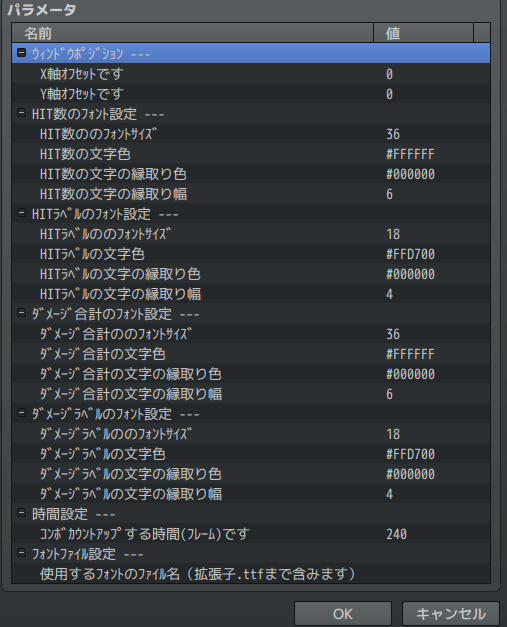 パラメータ
名前 値
ｳｨﾝﾄﾞｳﾎﾟｼﾞｼｮﾝ ---
X軸ｵﾌｾｯﾄです 0
Y軸ｵﾌｾｯﾄです 0
HIT数のﾌｫﾝﾄ設定 ---
HIT数ののﾌｫﾝﾄｻｲｽﾞ 36
HIT数の文字色 #FFFFFF
HIT数の文字の縁取り色 #000000
HIT数の文字の縁取り幅 6
HITﾗﾍﾞﾙのﾌｫﾝﾄ設定 ---
HITﾗﾍﾞﾙののﾌｫﾝﾄｻｲｽﾞ 18
HITﾗﾍﾞﾙの文字色 #FFD700
HITﾗﾍﾞﾙの文字の縁取り色 #000000
HITﾗﾍﾞﾙの文字の縁取り幅 4
ﾀﾞﾒｰｼﾞ合計のﾌｫﾝﾄ設定 ---
ﾀﾞﾒｰｼﾞ合計ののﾌｫﾝﾄｻｲｽﾞ 36
ﾀﾞﾒｰｼﾞ合計の文字色 #FFFFFF
ﾀﾞﾒｰｼﾞ合計の文字の縁取り色 #000000
ﾀﾞﾒｰｼﾞ合計の文字の縁取り幅 6
ﾀﾞﾒｰｼﾞﾗﾍﾞﾙのﾌｫﾝﾄ設定 ---
ﾀﾞﾒｰｼﾞﾗﾍﾞﾙののﾌｫﾝﾄｻｲｽﾞ 18
ﾀﾞﾒｰｼﾞﾗﾍﾞﾙの文字色 #FFD700
ﾀﾞﾒｰｼﾞﾗﾍﾞﾙの文字の縁取り色 #000000
ﾀﾞﾒｰｼﾞﾗﾍﾞﾙの文字の縁取り幅 4
時間設定 ---
ｺﾝﾎﾞｶｳﾝﾄｱｯﾌﾟする時間(ﾌﾚｰﾑ)です 240
ﾌｫﾝﾄﾌｧｲﾙ設定 ---
使用するﾌｫﾝﾄのﾌｧｲﾙ名（拡張子.ttfまで含みます）
OK キャンセル